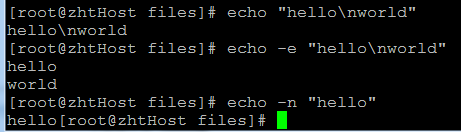 [root@zhtHost files]# echo "hello\nworld"
hello\nworld
[root@zhtHost files]# echo -e "hello\nworld"
hello
world
[root@zhtHost files]# echo -n "hello"
hello[root@zhtHost files]#